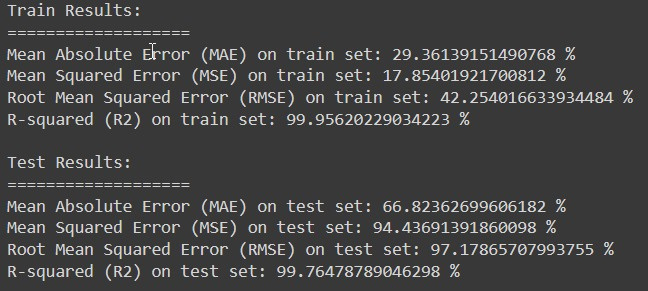 Train Results:
===================
Mean Absolute Error (MAE) on train set: 29.36139151490768 %
Mean Squared Error (MSE) on train set: 17.85401921700812 %
Root Mean Squared Error (RMSE) on train set: 42.254016633934484 %
R-squared (R2) on train set: 99.95620229034223 %
Test Results:
===================
Mean Absolute Error (MAE) on test set: 66.82362699606182 %
Mean Squared Error (MSE) on test set: 94.43691391860098 %
Root Mean Squared Error (RMSE) on test set: 97.17865707993755 %
R-squared (R2) on test set: 99.76478789046298 %